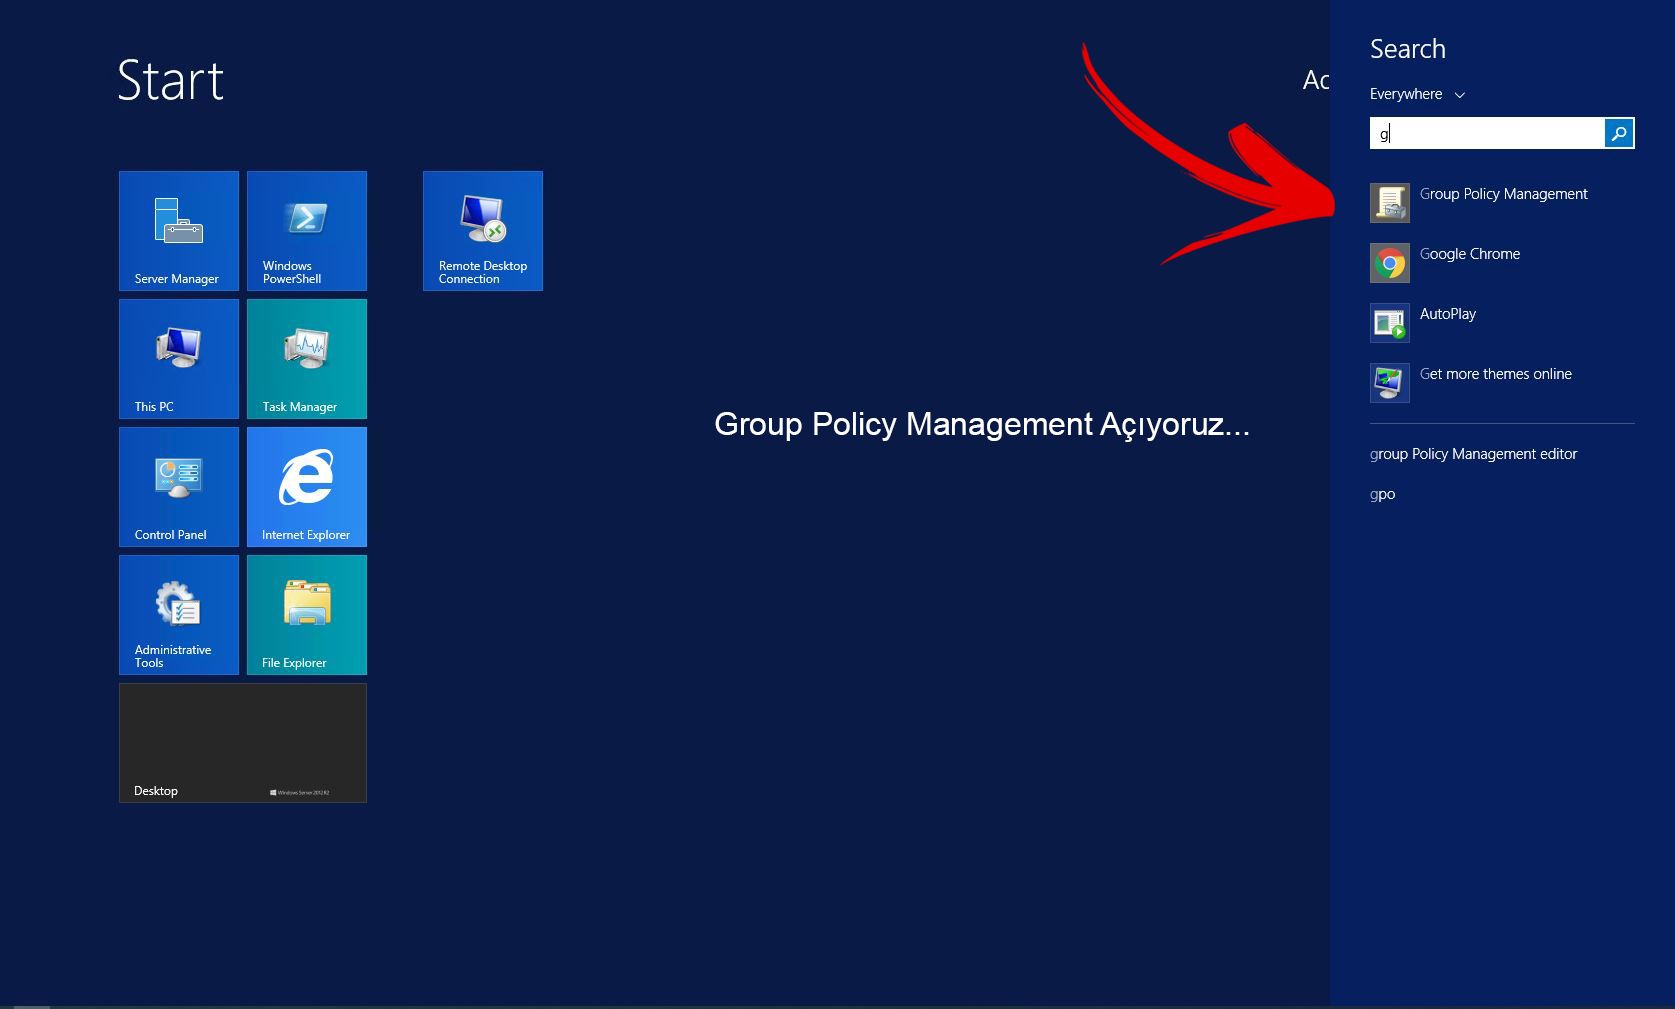 Start
Ac
Search
Everywhere
g
Group Policy Management
Google Chrome
AutoPlay
Get more themes online
group Policy Management editor
gpo
Server Manager
Windows
PowerShell
Remote Desktop
Connection
This PC
Task Manager
Group Policy Management Açıyoruz...
Control Panel
Internet Explorer
Administrative
Tools
File Explorer
Desktop
Windows Server 2012 R2